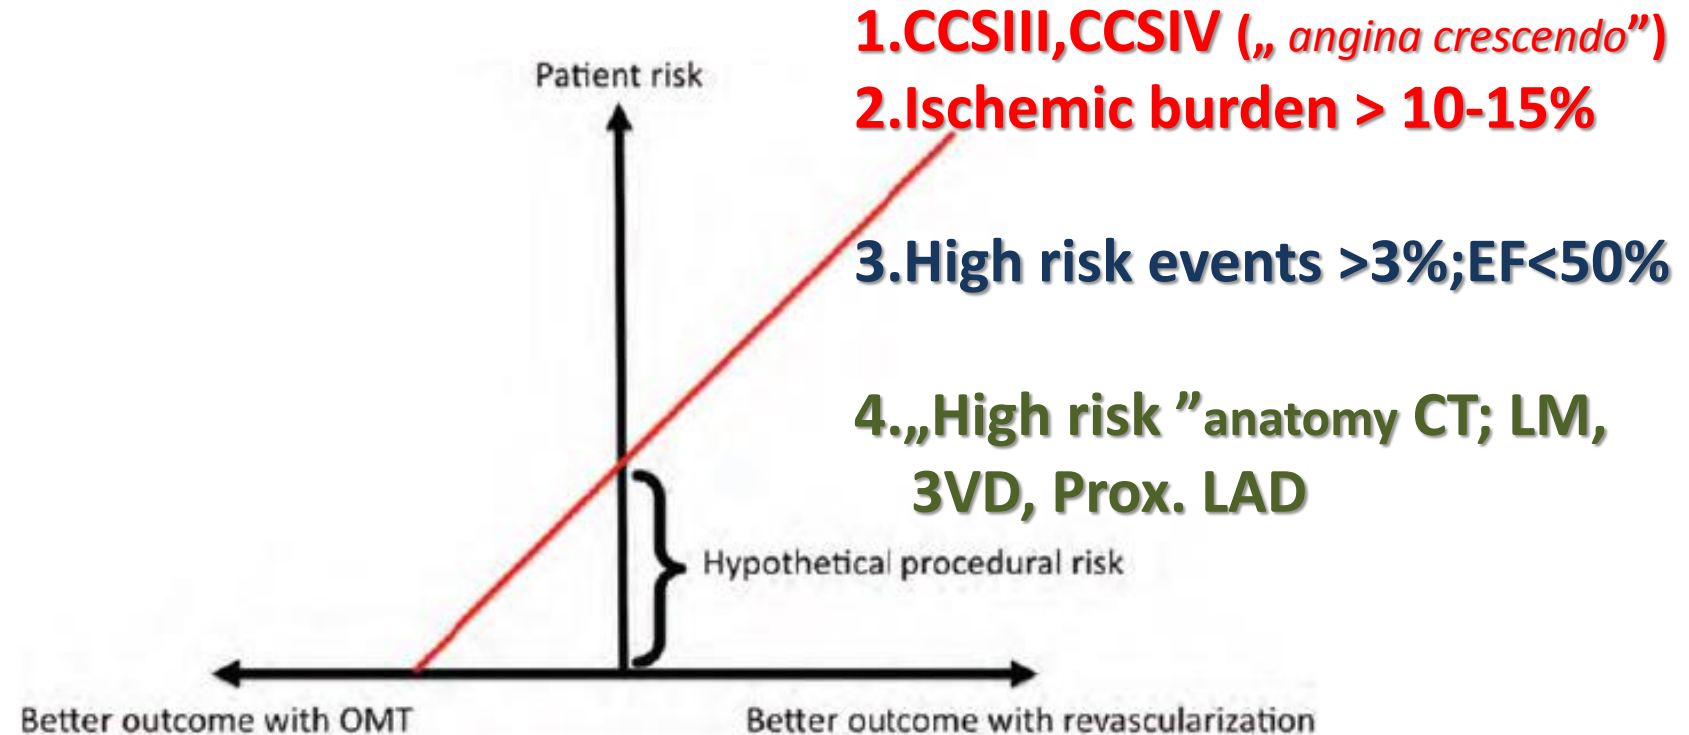 1.CCSIII,CCSIV („ angina crescendo”)
Patient risk
2.Ischemic burden > 10-15%
3.High risk events >3%;EF<50%
4.„High risk ”anatomy CT; LM,
3VD, Prox. LAD
Hypothetical procedural risk
Better outcome with OMT
Better outcome with revascularization